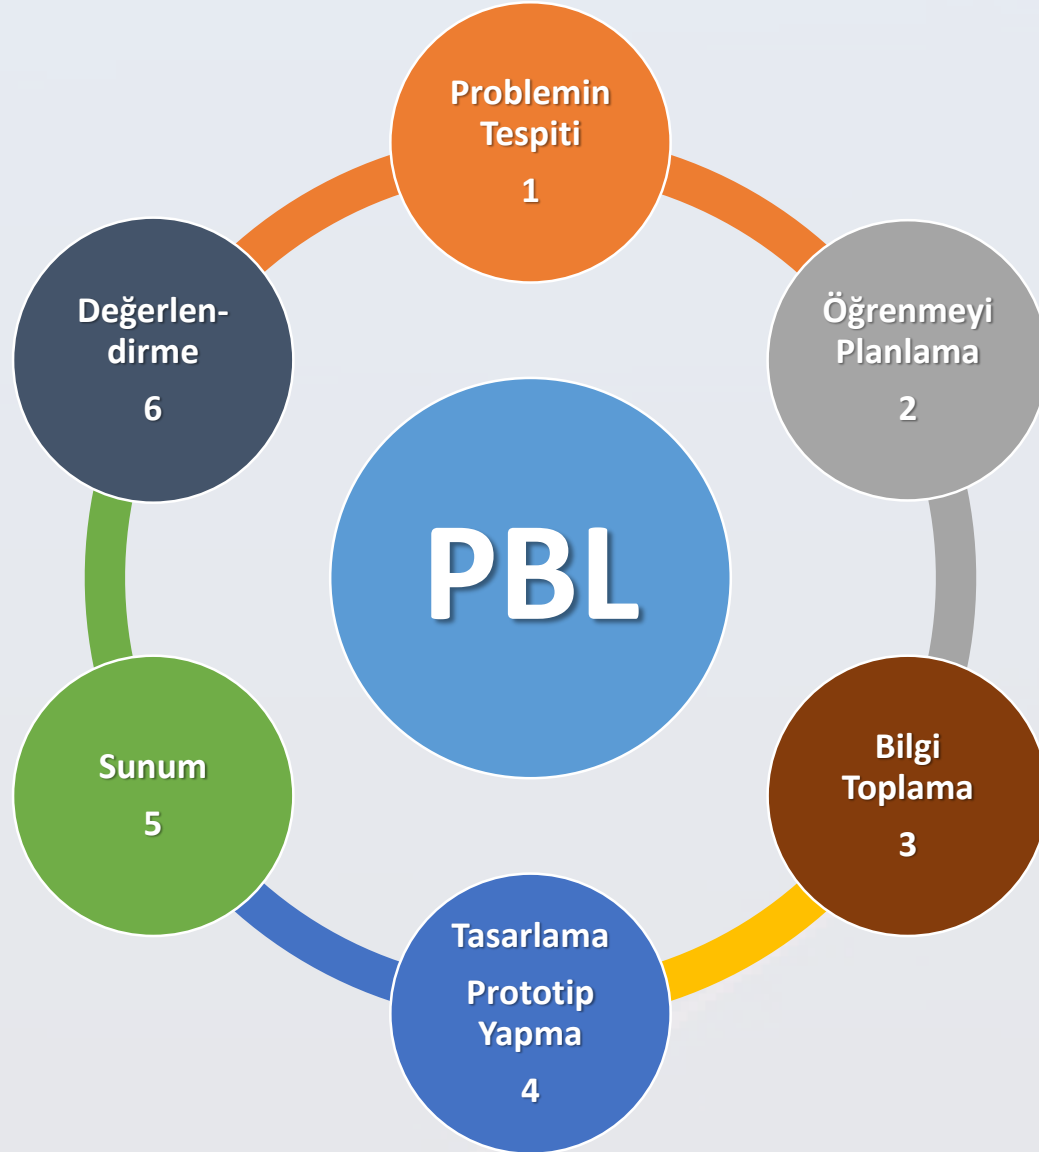 Problemin
Tespiti
1
Öğrenmeyi
Planlama
2
Bilgi
Toplama
3
Tasarlama
Prototip
Yapma
4
Sunum
5
Değerlen-
dirme
6
PBL